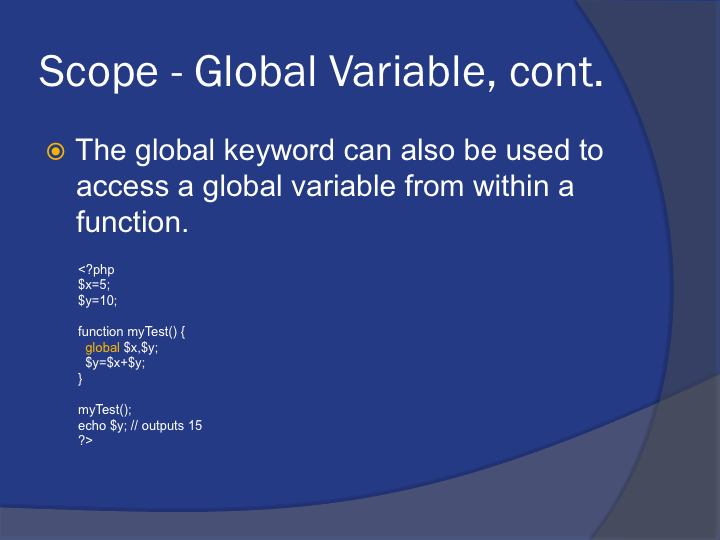 Scope - Global Variable, cont.
The global keyword can also be used to
access a global variable from within a
function.
<?php
$x=5;
$y=10;
function myTest() {
global $x,$y;
$y=$x+$y;
}
myTest();
echo $y; // outputs 15
?>